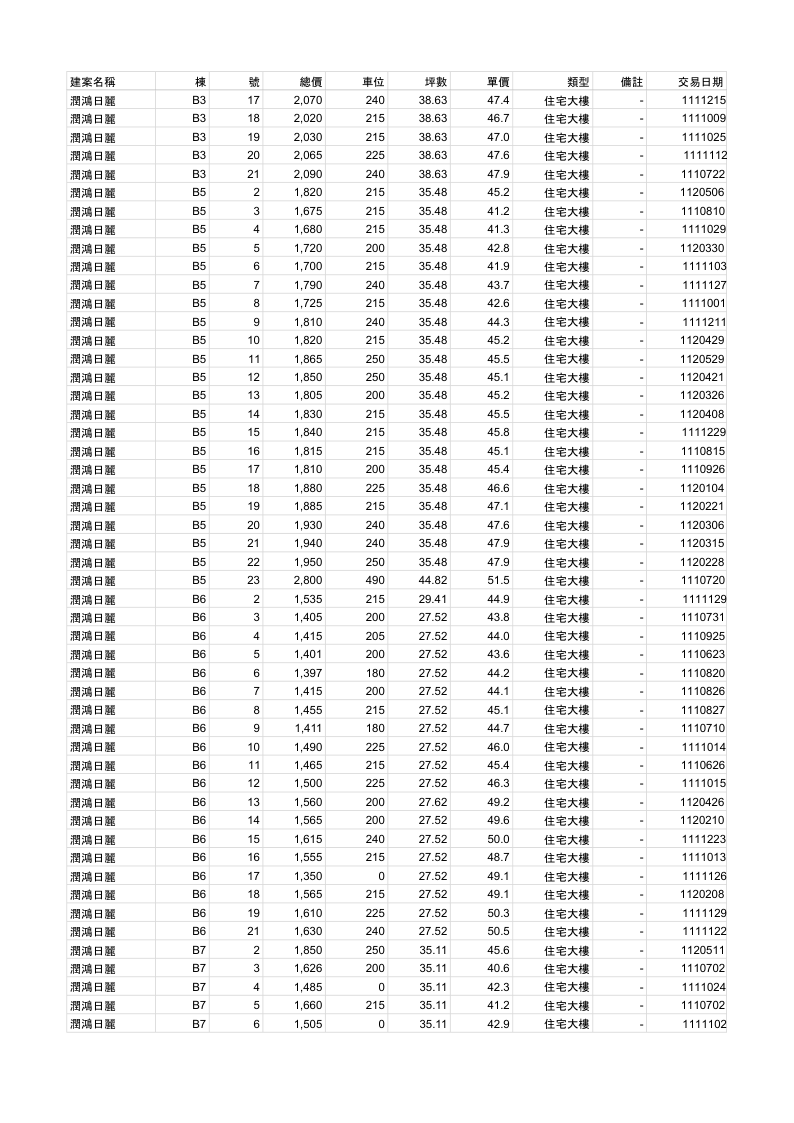 建案名稱 棟 號 總價 車位 坪數 單價 類型 備註 交易日期
潤鴻日麗 B3 17 2,070 240 38.63 47.4 住宅大樓 - 1111215
潤鴻日麗 B3 18 2,020 215 38.63 46.7 住宅大樓 - 1111009
潤鴻日麗 B3 19 2,030 215 38.63 47.0 住宅大樓 - 1111025
潤鴻日麗 B3 20 2,065 225 38.63 47.6 住宅大樓 - 1111112
潤鴻日麗 B3 21 2,090 240 38.63 47.9 住宅大樓 - 1110722
潤鴻日麗 B5 2 1,820 215 35.48 45.2 住宅大樓 - 1120506
潤鴻日麗 B5 3 1,675 215 35.48 41.2 住宅大樓 - 1110810
潤鴻日麗 B5 4 1,680 215 35.48 41.3 住宅大樓 - 1111029
潤鴻日麗 B5 5 1,720 200 35.48 42.8 住宅大樓 - 1120330
潤鴻日麗 B5 6 1,700 215 35.48 41.9 住宅大樓 - 1111103
潤鴻日麗 B5 7 1,790 240 35.48 43.7 住宅大樓 - 1111127
潤鴻日麗 B5 8 1,725 215 35.48 42.6 住宅大樓 - 1111001
潤鴻日麗 B5 9 1,810 240 35.48 44.3 住宅大樓 - 1111211
潤鴻日麗 B5 10 1,820 215 35.48 45.2 住宅大樓 - 1120429
潤鴻日麗 B5 11 1,865 250 35.48 45.5 住宅大樓 - 1120529
潤鴻日麗 B5 12 1,850 250 35.48 45.1 住宅大樓 - 1120421
潤鴻日麗 B5 13 1,805 200 35.48 45.2 住宅大樓 - 1120326
潤鴻日麗 B5 14 1,830 215 35.48 45.5 住宅大樓 - 1120408
潤鴻日麗 B5 15 1,840 215 35.48 45.8 住宅大樓 - 1111229
潤鴻日麗 B5 16 1,815 215 35.48 45.1 住宅大樓 - 1110815
潤鴻日麗 B5 17 1,810 200 35.48 45.4 住宅大樓 - 1110926
潤鴻日麗 B5 18 1,880 225 35.48 46.6 住宅大樓 - 1120104
潤鴻日麗 B5 19 1,885 215 35.48 47.1 住宅大樓 - 1120221
潤鴻日麗 B5 20 1,930 240 35.48 47.6 住宅大樓 - 1120306
潤鴻日麗 B5 21 1,940 240 35.48 47.9 住宅大樓 - 1120315
潤鴻日麗 B5 22 1,950 250 35.48 47.9 住宅大樓 - 1120228
潤鴻日麗 B5 23 2,800 490 44.82 51.5 住宅大樓 - 1110720
潤鴻日麗 B6 2 1,535 215 29.41 44.9 住宅大樓 - 1111129
潤鴻日麗 B6 3 1,405 200 27.52 43.8 住宅大樓 - 1110731
潤鴻日麗 B6 4 1,415 205 27.52 44.0 住宅大樓 - 1110925
潤鴻日麗 B6 5 1,401 200 27.52 43.6 住宅大樓 - 1110623
潤鴻日麗 B6 6 1,397 180 27.52 44.2 住宅大樓 - 1110820
潤鴻日麗 B6 7 1,415 200 27.52 44.1 住宅大樓 - 1110826
潤鴻日麗 B6 8 1,455 215 27.52 45.1 住宅大樓 - 1110827
潤鴻日麗 B6 9 1,411 180 27.52 44.7 住宅大樓 - 1110710
潤鴻日麗 B6 10 1,490 225 27.52 46.0 住宅大樓 - 1111014
潤鴻日麗 B6 11 1,465 215 27.52 45.4 住宅大樓 - 1110626
潤鴻日麗 B6 12 1,500 225 27.52 46.3 住宅大樓 - 1111015
潤鴻日麗 B6 13 1,560 200 27.62 49.2 住宅大樓 - 1120426
潤鴻日麗 B6 14 1,565 200 27.52 49.6 住宅大樓 - 1120210
潤鴻日麗 B6 15 1,615 240 27.52 50.0 住宅大樓 - 1111223
潤鴻日麗 B6 16 1,555 215 27.52 48.7 住宅大樓 - 1111013
潤鴻日麗 B6 17 1,350 0 27.52 49.1 住宅大樓 - 1111126
潤鴻日麗 B6 18 1,565 215 27.52 49.1 住宅大樓 - 1120208
潤鴻日麗 B6 19 1,610 225 27.52 50.3 住宅大樓 - 1111129
潤鴻日麗 B6 21 1,630 240 27.52 50.5 住宅大樓 - 1111122
潤鴻日麗 B7 2 1,850 250 35.11 45.6 住宅大樓 - 1120511
潤鴻日麗 B7 3 1,626 200 35.11 40.6 住宅大樓 - 1110702
潤鴻日麗 B7 4 1,485 0 35.11 42.3 住宅大樓 - 1111024
潤鴻日麗 B7 5 1,660 215 35.11 41.2 住宅大樓 - 1110702
潤鴻日麗 B7 6 1,505 0 35.11 42.9 住宅大樓 - 1111102